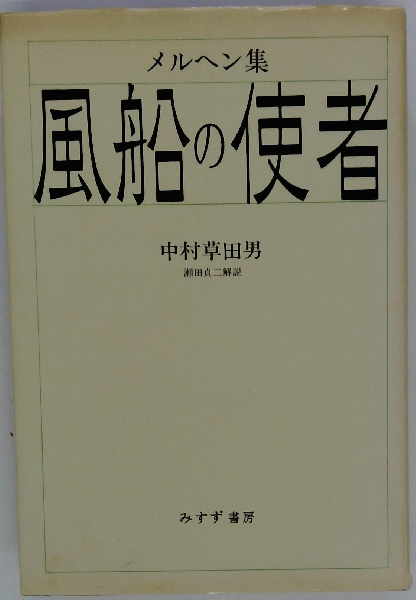 メルヘン集
風船の使者
中村草田男
瀬田貞二解説
みすず書房